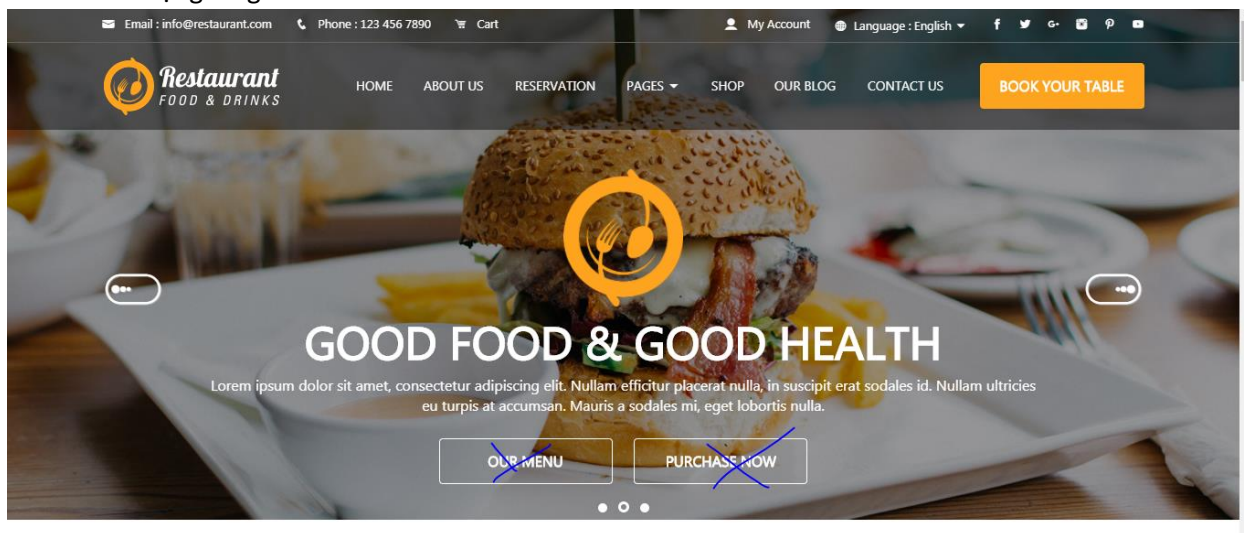 Email : info@restaurant.com Phone : 123 456 7890 Cart My Account Language : English
Restaurant
FOOD & DRINKS
HOME ABOUT US RESERVATION PAGES SHOP OUR BLOG CONTACT US BOOK YOUR TABLE
GOOD FOOD & GOOD HEALTH
Lorem ipsum dolor sit amet, consectetur adipiscing elit. Nullam efficitur placerat nulla, in suscipit erat sodales id. Nullam ultricies
eu turpis at accumsan. Mauris a sodales mi, eget lobortis nulla.
OUR MENU PURCHASE NOW